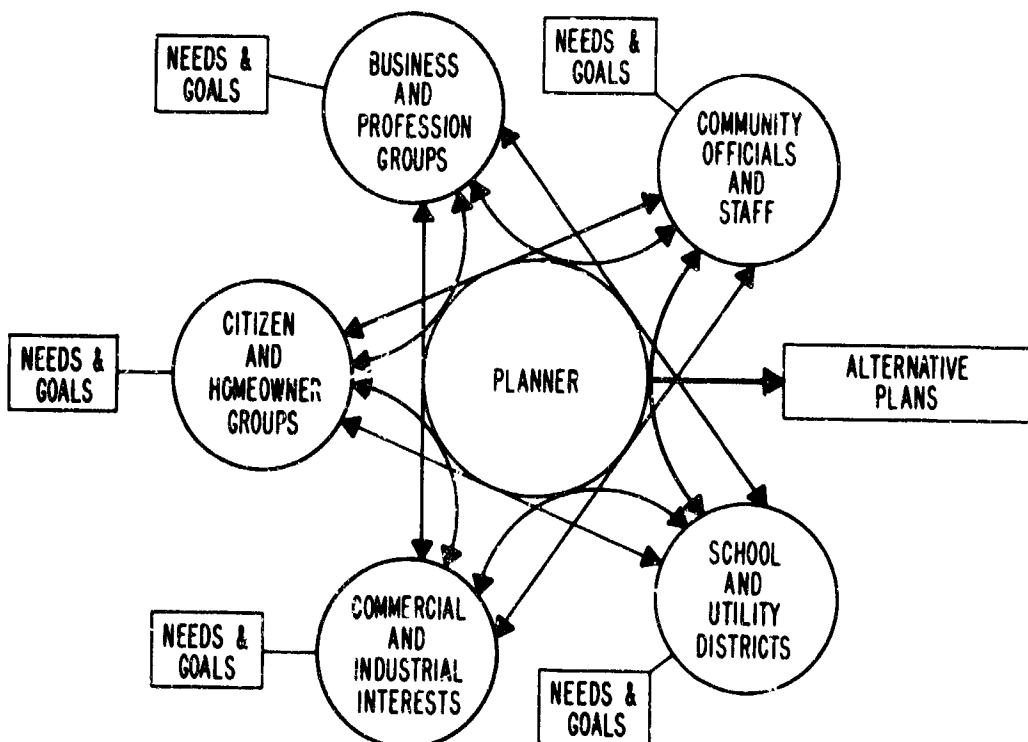 NEEDS &
GOALS
BUSINESS
AND
PROFESSION
GROUPS
NEEDS &
GOALS
COMMUNITY
OFFICIALS
AND
STAFF
NEEDS &
GOALS
CITIZEN
AND
HOMEOWNER
GROUPS
PLANNER
ALTERNATIVE
PLANS
NEEDS &
GOALS
COMMERCIAL
AND
INDUSTRIAL
INTERESTS
SCHOOL
AND
UTILITY
DISTRICTS
NEEDS &
GOALS